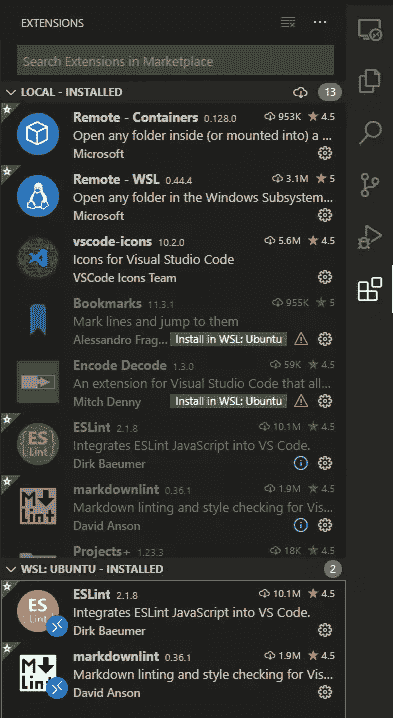 EXTENSIONS
Search Extensions in Marketplace
LOCAL - INSTALLED 13
Remote - Containers 0.128.0 953K 4.5
Open any folder inside (or mounted into) a ...
Microsoft
Remote - WSL 0.44.4 3.1M 5
Open any folder in the Windows Subsystem...
Microsoft
vscode-icons 10.2.0 5.6M 4.5
Icons for Visual Studio Code
VSCode Icons Team
Bookmarks 11.3.1 955K 5
Mark lines and jump to them
Alessandro Frag... Install in WSL: Ubuntu
Encode Decode 1.3.0 59K 4.5
An extension for Visual Studio Code that all...
Mitch Denny Install in WSL: Ubuntu
ES Lint
ESLint 2.1.8 10.1M 4.5
Integrates ESLint JavaScript into VS Code.
Dirk Baeumer
M Lint
markdownlint 0.36.1 1.9M 4.5
Markdown linting and style checking for Vis...
David Anson
Projects+ 1.23.3 18K 4.5
WSL: UBUNTU - INSTALLED 2
ES Lint
ESLint 2.1.8 10.1M 4.5
Integrates ESLint JavaScript into VS Code.
Dirk Baeumer
M Lint
markdownlint 0.36.1 1.9M 4.5
Markdown linting and style checking for Vis...
David Anson